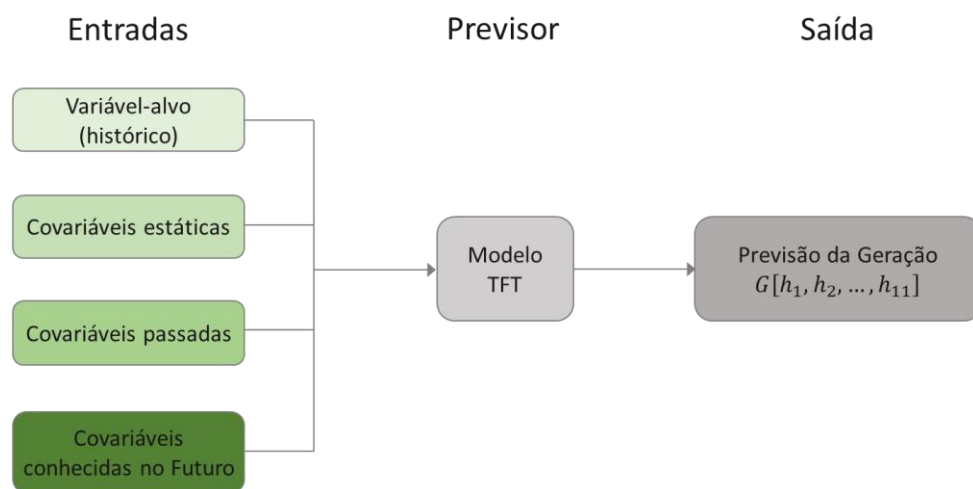 Entradas
Previsor
Saída
Variável-alvo
(histórico)
Covariáveis estáticas
Covariáveis passadas
Covariáveis
conhecidas no Futuro
Modelo
TFT
Previsão da Geração
G[h₁, h₂, ..., h₁₁]